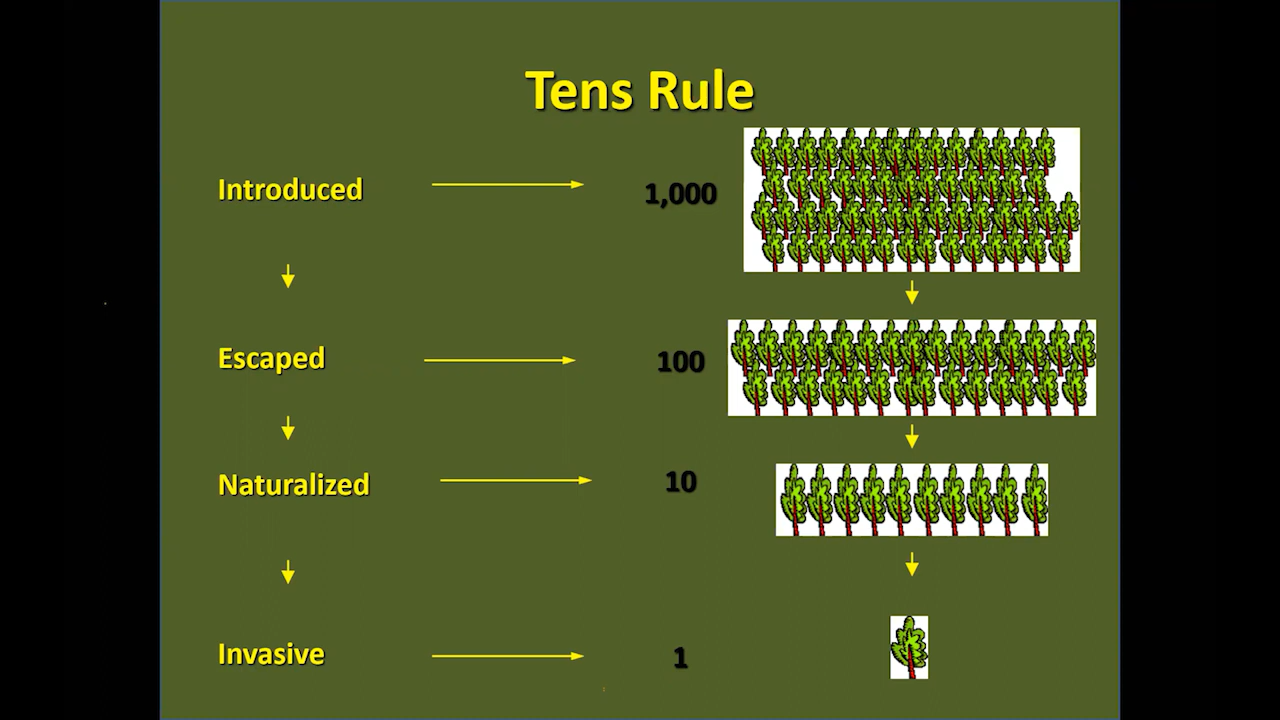 Tens Rule
Introduced 1,000
Escaped 100
Naturalized 10
Invasive 1